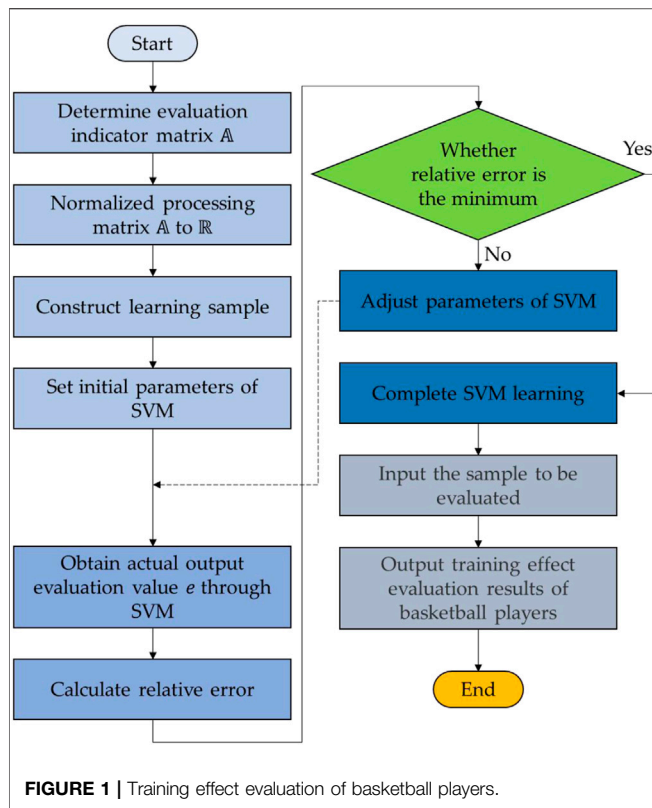 Start
Determine evaluation
indicator matrix 𝔸
Normalized processing
matrix 𝔸 to ℝ
Construct learning sample
Set initial parameters of
SVM
Obtain actual output
evaluation value e through
SVM
Calculate relative error
Whether
relative error is
the minimum
Yes
No
Adjust parameters of SVM
Complete SVM learning
Input the sample to be
evaluated
Output training effect
evaluation results of
basketball players
End
FIGURE 1 | Training effect evaluation of basketball players.